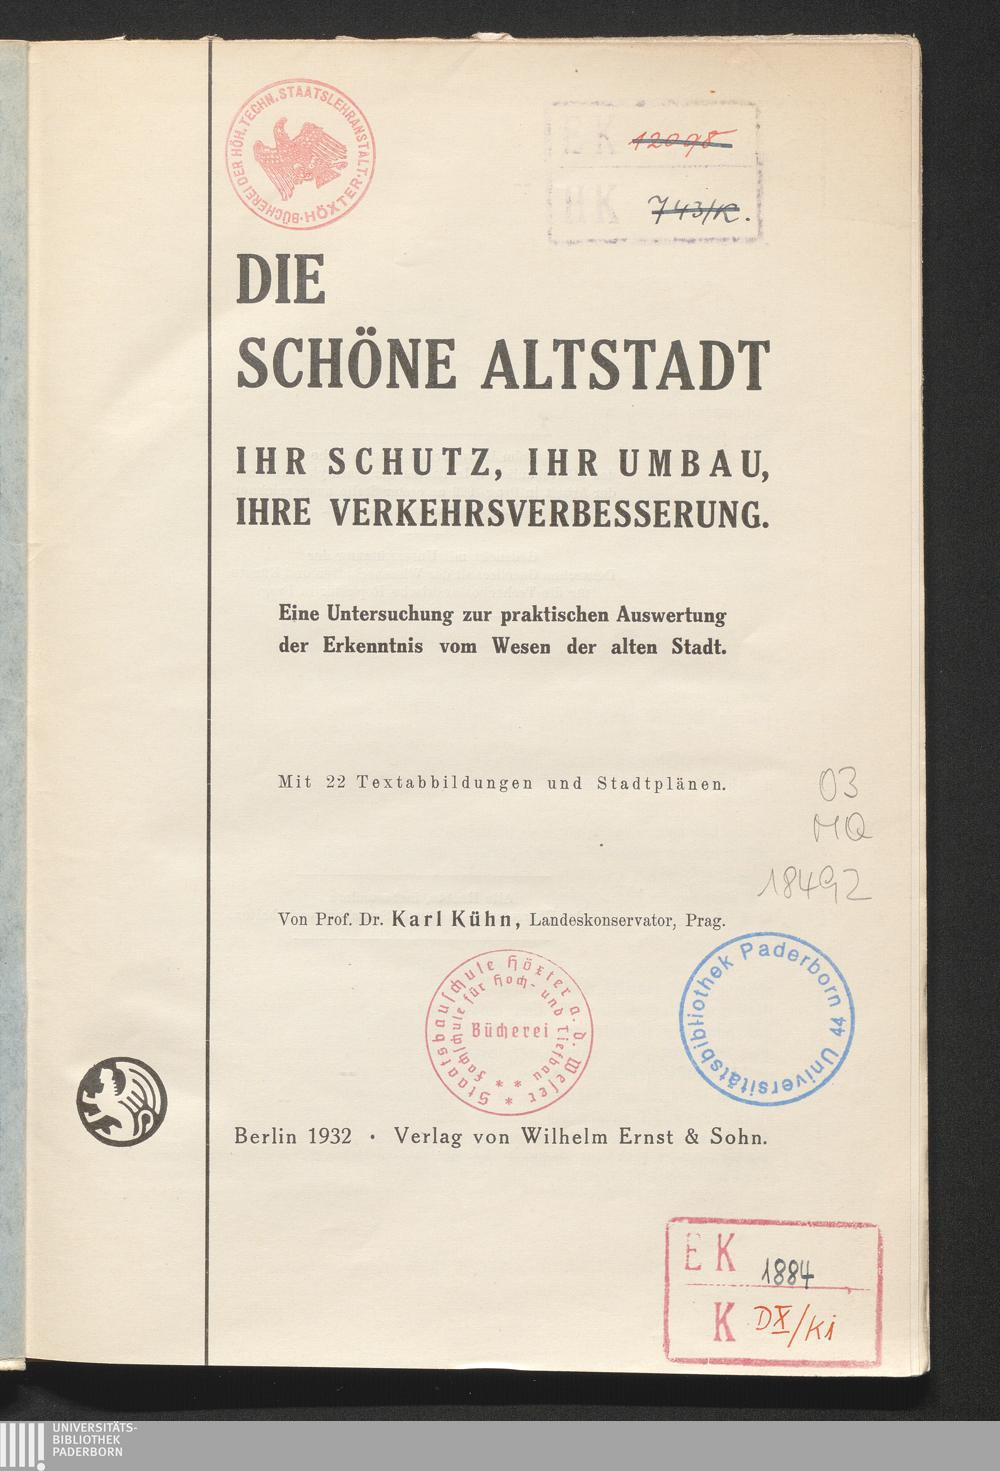 BÜCHEREI DER HÖH. TECHN. STAATSLEHRANSTALT · HÖXTER ·
EK 12098
HK 743/K.
DIE
SCHÖNE ALTSTADT
IHR SCHUTZ, IHR UMBAU,
IHRE VERKEHRSVERBESSERUNG.
Eine Untersuchung zur praktischen Auswertung
der Erkenntnis vom Wesen der alten Stadt.
Mit 22 Textabbildungen und Stadtplänen.
03
MQ
18492
Von Prof. Dr. Karl Kühn, Landeskonservator, Prag.
Staatsbauschule Höxter a. d. Weser *
Fachschule für Hoch- und Tiefbau * *
Bücherei
Universitätsbibliothek Paderborn 44
Berlin 1932 · Verlag von Wilhelm Ernst & Sohn.
EK 1884
K DX/Ki
UNIVERSITÄTS-
BIBLIOTHEK
PADERBORN